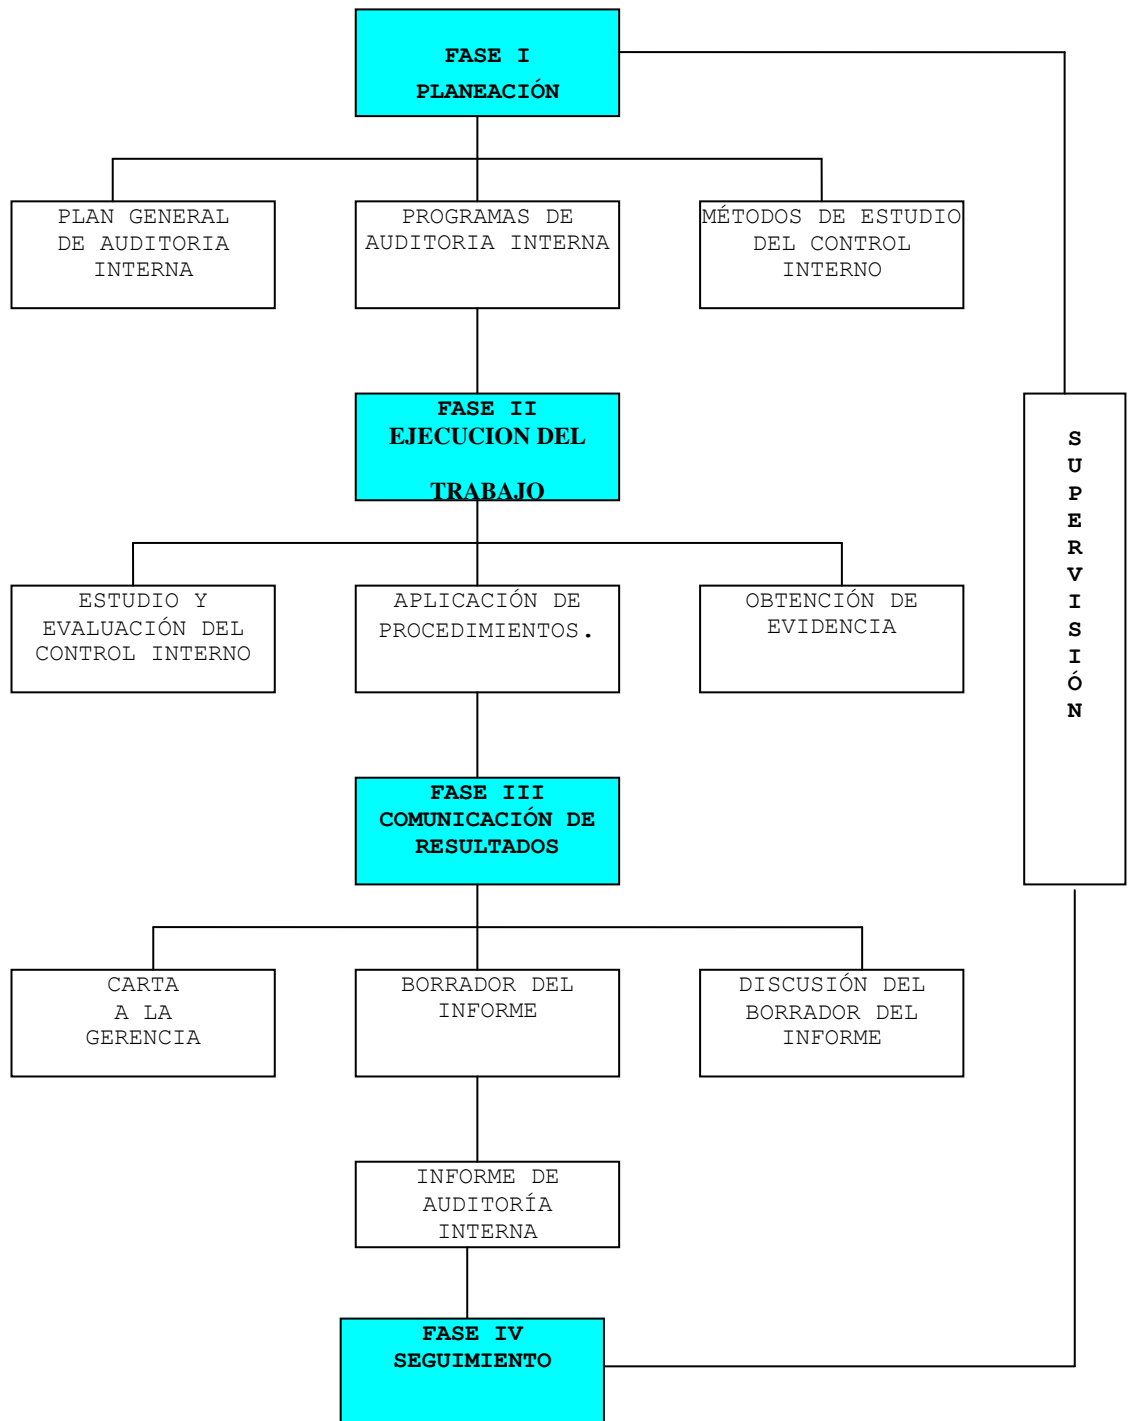 FASE I
PLANEACIÓN
PLAN GENERAL
DE AUDITORIA
INTERNA
PROGRAMAS DE
AUDITORIA INTERNA
MÉTODOS DE ESTUDIO
DEL CONTROL
INTERNO
FASE II
EJECUCION DEL
TRABAJO
S
U
P
E
R
V
I
S
I
Ó
N
ESTUDIO Y
EVALUACIÓN DEL
CONTROL INTERNO
APLICACIÓN DE
PROCEDIMIENTOS.
OBTENCIÓN DE
EVIDENCIA
FASE III
COMUNICACIÓN DE
RESULTADOS
CARTA
A LA
GERENCIA
BORRADOR DEL
INFORME
DISCUSIÓN DEL
BORRADOR DEL
INFORME
INFORME DE
AUDITORÍA
INTERNA
FASE IV
SEGUIMIENTO